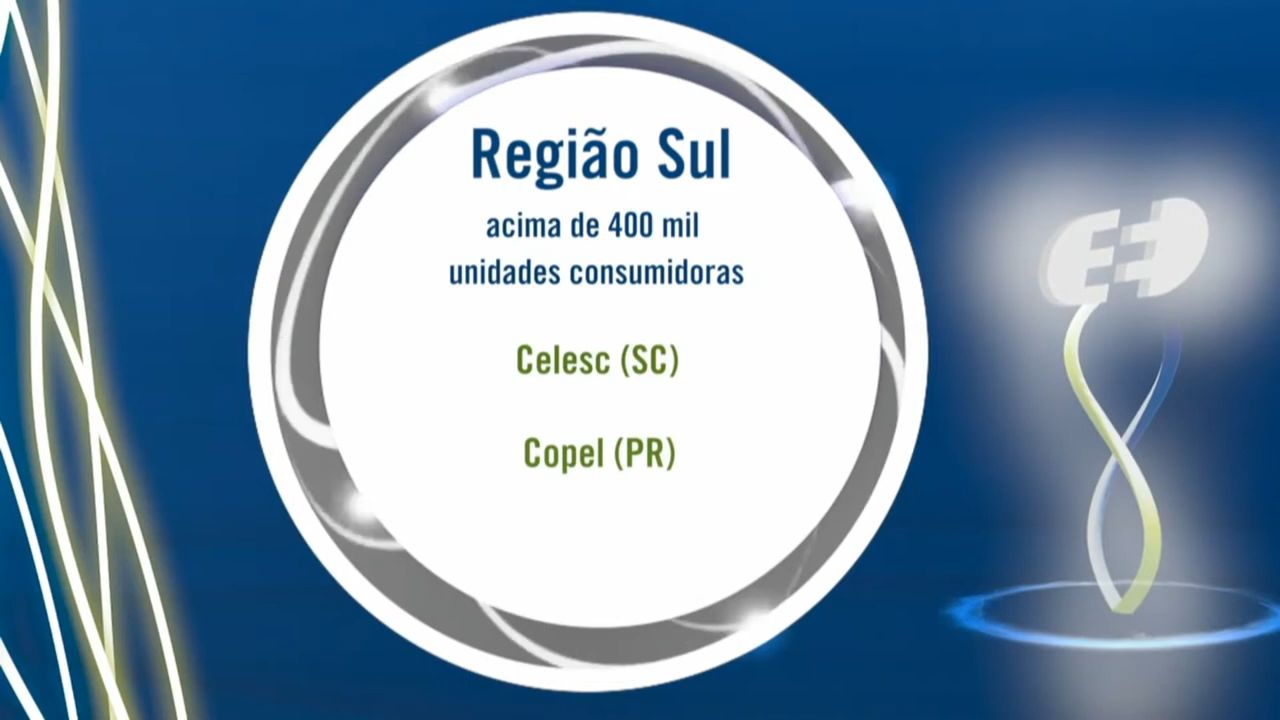 Região Sul
acima de 400 mil
unidades consumidoras
Celesc (SC)
Copel (PR)